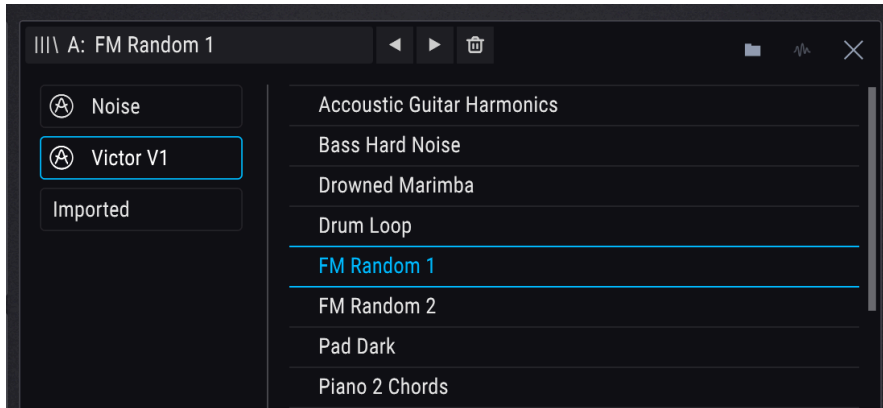 A: FM Random 1
Noise
Victor V1
Imported
Accoustic Guitar Harmonics
Bass Hard Noise
Drowned Marimba
Drum Loop
FM Random 1
FM Random 2
Pad Dark
Piano 2 Chords